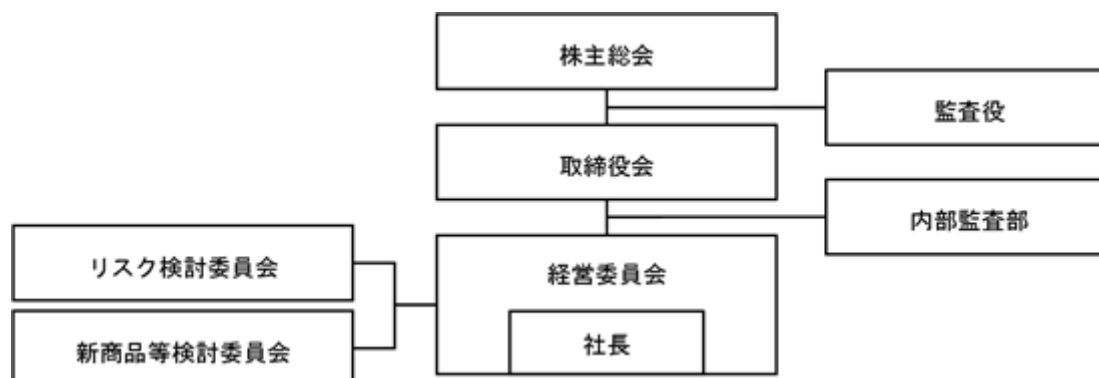 株主総会
監査役
取締役会
内部監査部
リスク検討委員会
経営委員会
社長
新商品等検討委員会